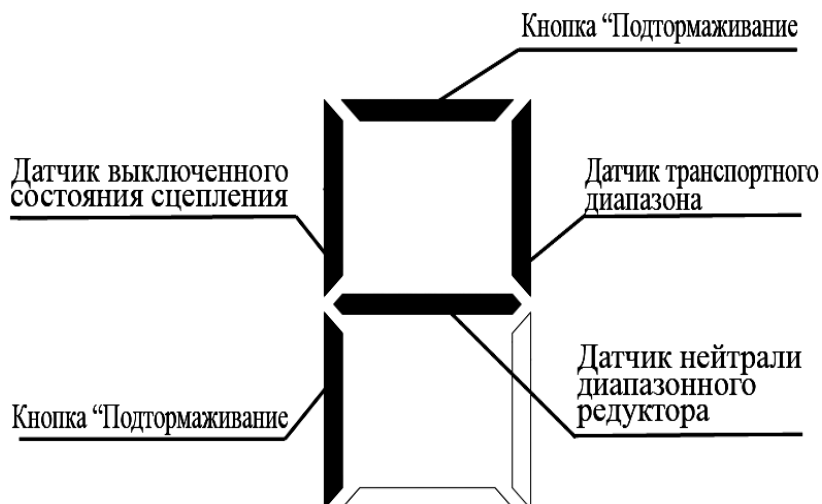 Кнопка “Подтормаживание
Датчик выключенного
состояния сцепления
Датчик транспортного
диапазона
Датчик нейтрали
диапазонного
редуктора
Кнопка “Подтормаживание